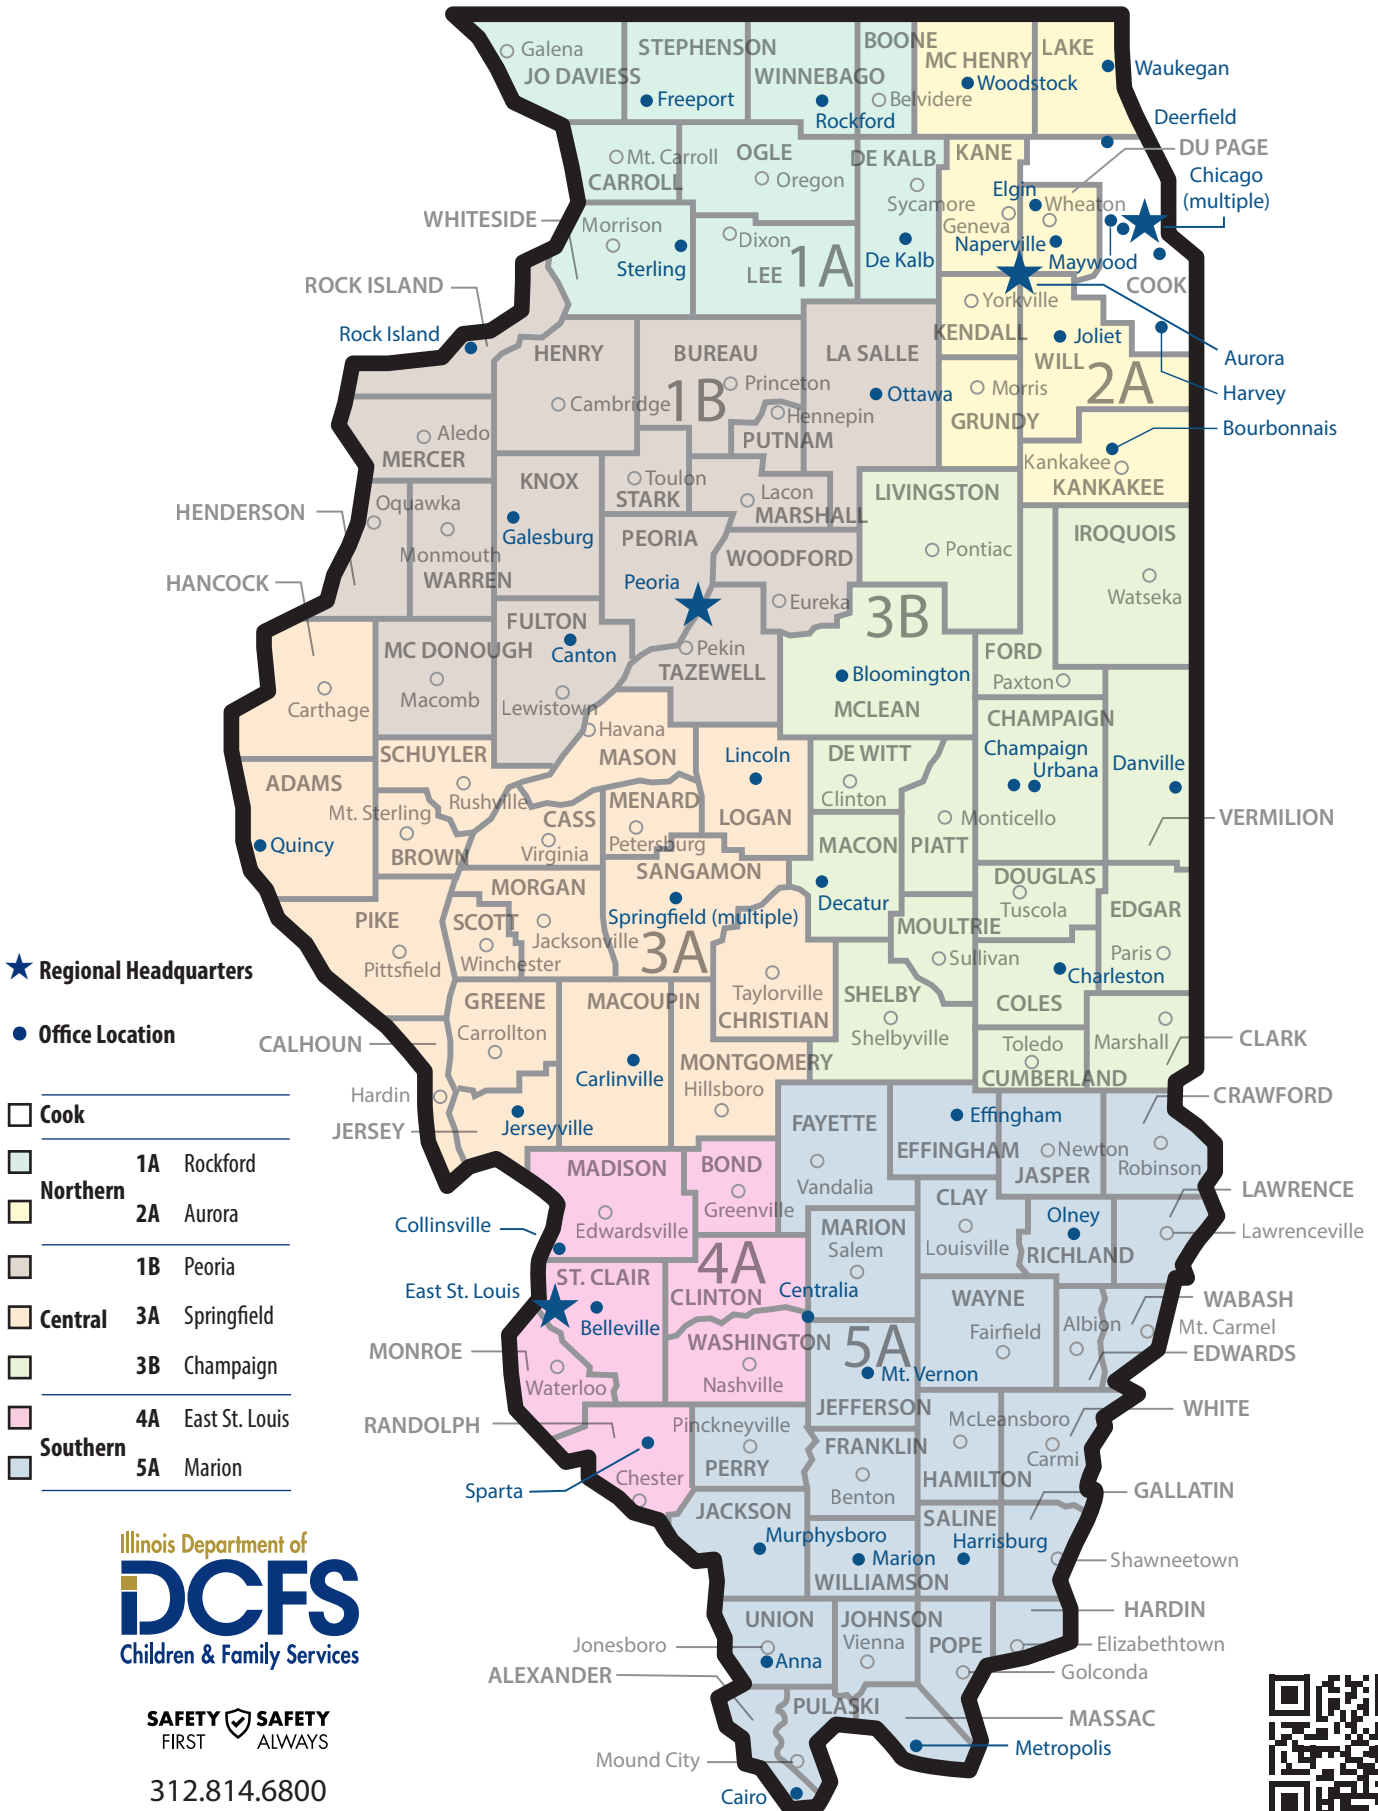 Galena
JO DAVIESS
STEPHENSON
Freeport
WINNEBAGO
Rockford
BOONE
Belvidere
MC HENRY
Woodstock
LAKE
Waukegan
Deerfield
DU PAGE
Chicago
(multiple)
Mt. Carroll
CARROLL
OGLE
Oregon
DE KALB
Sycamore
De Kalb
KANE
Elgin
Geneva
Wheaton
Naperville
Maywood
COOK
WHITESIDE
Morrison
Sterling
Dixon
LEE
1A
ROCK ISLAND
Rock Island
HENRY
Cambridge
BUREAU
Princeton
1B
Hennepin
PUTNAM
LA SALLE
Ottawa
Yorkville
KENDALL
Joliet
WILL
2A
Morris
GRUNDY
Aurora
Harvey
Bourbonnais
Kankakee
KANKAKEE
Aledo
MERCER
KNOX
Galesburg
Toulon
STARK
Lacon
MARSHALL
LIVINGSTON
Pontiac
IROQUOIS
Watseka
HENDERSON
Oquawka
Monmouth
WARREN
PEORIA
Peoria
WOODFORD
Eureka
3B
HANCOCK
Carthage
MC DONOUGH
Macomb
FULTON
Canton
Lewistown
Pekin
TAZEWELL
Bloomington
MCLEAN
FORD
Paxton
CHAMPAIGN
Champaign
Urbana
Danville
VERMILION
SCHUYLER
Rushville
Havana
MASON
Lincoln
LOGAN
DE WITT
Clinton
Monticello
PIATT
ADAMS
Quincy
Mt. Sterling
BROWN
CASS
Virginia
MENARD
Petersburg
MACON
Decatur
SANGAMON
Springfield (multiple)
3A
MORGAN
Jacksonville
SCOTT
Winchester
PIKE
Pittsfield
DOUGLAS
Tuscola
EDGAR
Paris
MOULTRIE
Sullivan
Charleston
COLES
Taylorville
CHRISTIAN
SHELBY
Shelbyville
GREENE
Carrollton
MACOUPIN
Carlinville
MONTGOMERY
Hillsboro
Toledo
CUMBERLAND
Marshall
CLARK
CALHOUN
Hardin
JERSEY
Jerseyville
FAYETTE
Vandalia
Effingham
EFFINGHAM
Newton
JASPER
CRAWFORD
Robinson
MADISON
Edwardsville
BOND
Greenville
Collinsville
CLAY
Louisville
Olney
RICHLAND
LAWRENCE
Lawrenceville
MARION
Salem
East St. Louis
ST. CLAIR
Belleville
4A
CLINTON
Centralia
WASHINGTON
Nashville
WAYNE
Fairfield
Albion
WABASH
Mt. Carmel
EDWARDS
MONROE
Waterloo
5A
Mt. Vernon
JEFFERSON
RANDOLPH
Sparta
Chester
Pinckneyville
PERRY
FRANKLIN
Benton
McLeansboro
HAMILTON
Carmi
WHITE
JACKSON
Murphysboro
Marion
WILLIAMSON
SALINE
Harrisburg
GALLATIN
Shawneetown
UNION
Jonesboro
Anna
JOHNSON
Vienna
POPE
HARDIN
Elizabethtown
Golconda
ALEXANDER
PULASKI
MASSAC
Metropolis
Mound City
Cairo
Regional Headquarters
Office Location
Cook
Northern
1A Rockford
2A Aurora
Central
1B Peoria
3A Springfield
3B Champaign
Southern
4A East St. Louis
5A Marion
Illinois Department of
DCFS
Children & Family Services
SAFETY FIRST SAFETY ALWAYS
312.814.6800